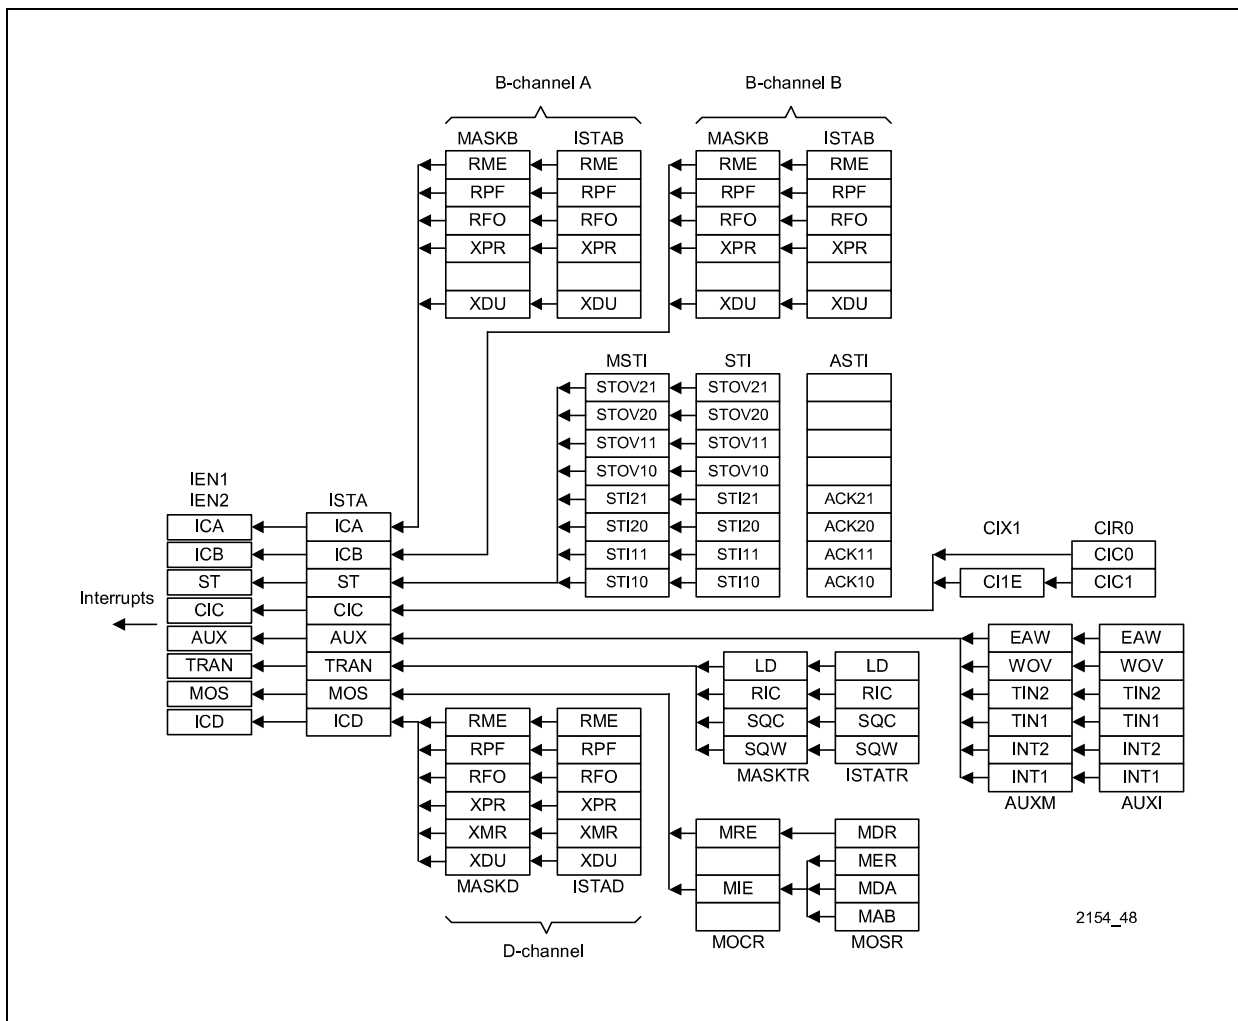 B-channel A B-channel B
MASKB ISTAB MASKB ISTAB
RME RME RME RME
RPF RPF RPF RPF
RFO RFO RFO RFO
XPR XPR XPR XPR
XDU XDU XDU XDU
MSTI STI ASTI
STOV21 STOV21
STOV20 STOV20
STOV11 STOV11
STOV10 STOV10
IEN1
IEN2 ISTA STI21 STI21 ACK21
ICA ICA STI20 STI20 ACK20 CIX1 CIR0
ICB ICB STI11 STI11 ACK11 CIC0
ST ST STI10 STI10 ACK10 CI1E CIC1
Interrupts CIC CIC
AUX AUX EAW EAW
TRAN TRAN LD LD WOV WOV
MOS MOS RIC RIC TIN2 TIN2
ICD ICD RME RME SQC SQC TIN1 TIN1
RPF RPF SQW SQW INT2 INT2
RFO RFO MASKTR ISTATR INT1 INT1
XPR XPR AUXM AUXI
XMR XMR MRE MDR
XDU XDU MER
MASKD ISTAD MIE MDA
MAB 2154_48
D-channel MOCR MOSR